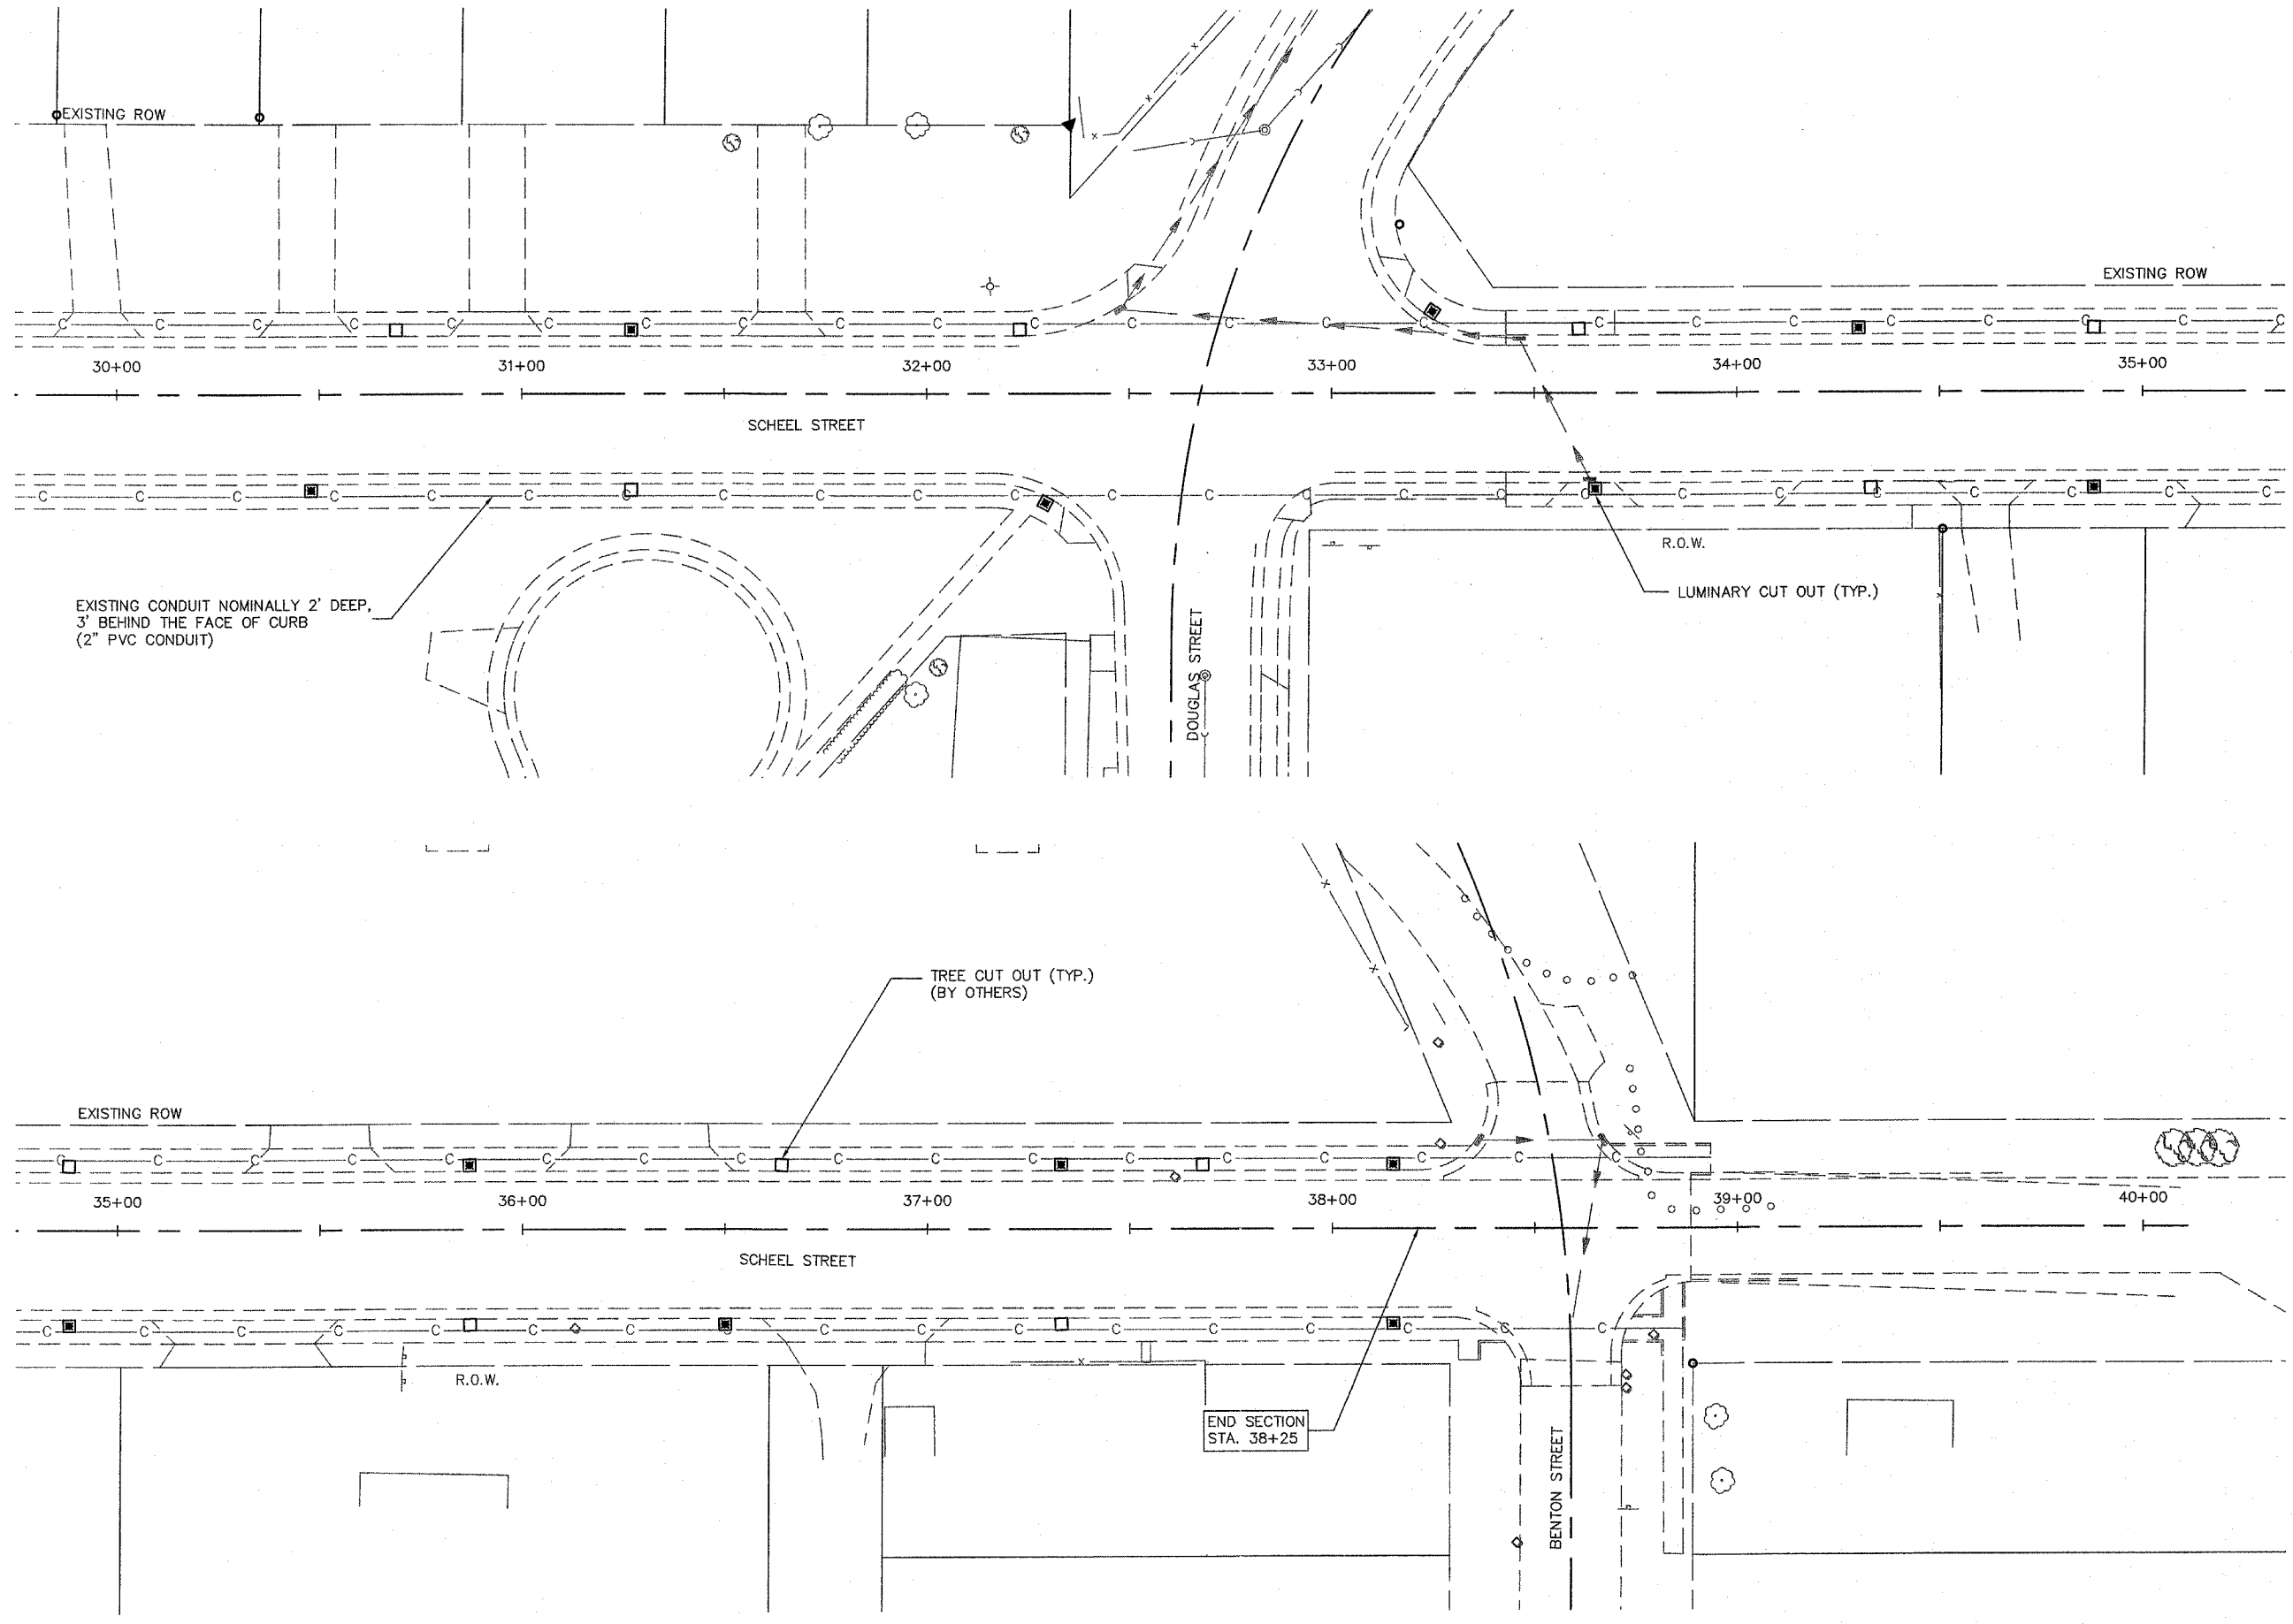 EXISTING ROW
EXISTING ROW
30+00
31+00
32+00
33+00
34+00
35+00
SCHEEL STREET
R.O.W.
EXISTING CONDUIT NOMINALLY 2' DEEP,
3' BEHIND THE FACE OF CURB
(2" PVC CONDUIT)
LUMINARY CUT OUT (TYP.)
DOUGLAS STREET
TREE CUT OUT (TYP.)
(BY OTHERS)
EXISTING ROW
35+00
36+00
37+00
38+00
39+00
40+00
SCHEEL STREET
R.O.W.
END SECTION
STA. 38+25
BENTON STREET